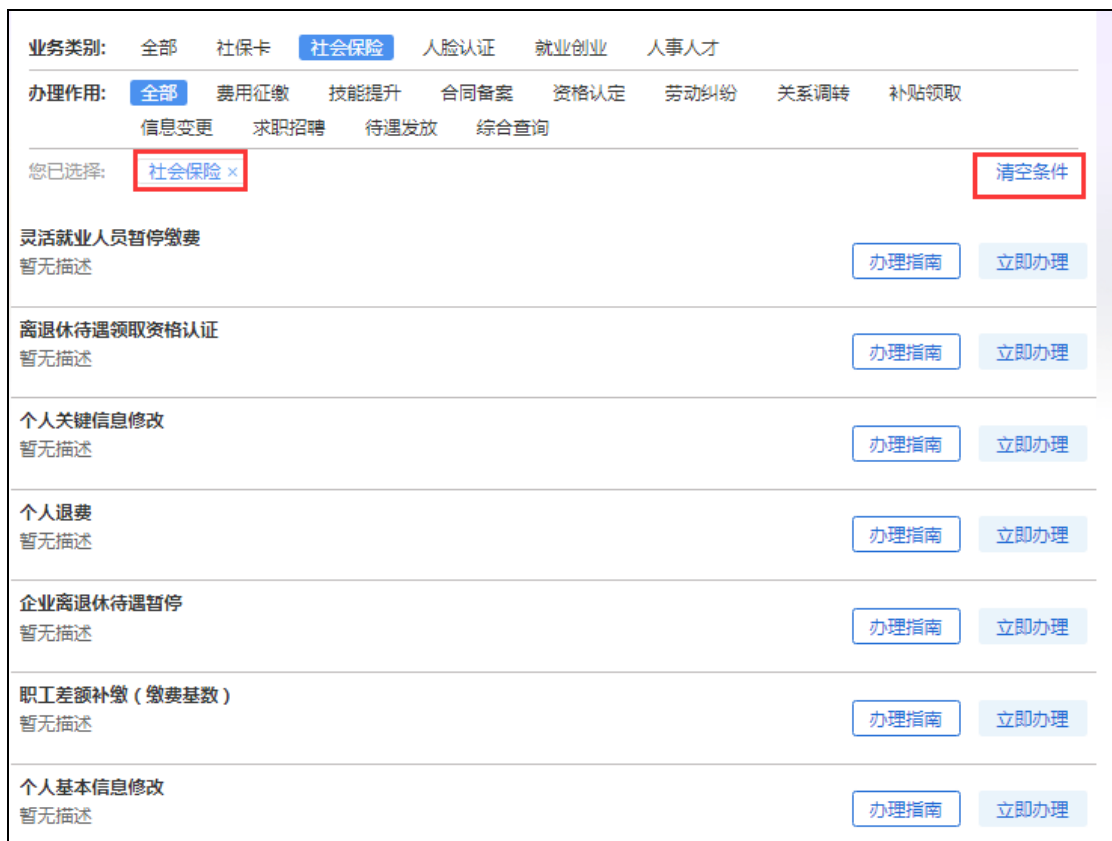 业务类别: 全部 社保卡 社会保险 人脸认证 就业创业 人事人才
办理作用: 全部 费用征缴 技能提升 合同备案 资格认定 劳动纠纷 关系调转 补贴领取
信息变更 求职招聘 待遇发放 综合查询
您已选择: 社会保险 × 清空条件
灵活就业人员暂停缴费
暂无描述
办理指南 立即办理
离退休待遇领取资格认证
暂无描述
办理指南 立即办理
个人关键信息修改
暂无描述
办理指南 立即办理
个人退费
暂无描述
办理指南 立即办理
企业离退休待遇暂停
暂无描述
办理指南 立即办理
职工差额补缴（缴费基数）
暂无描述
办理指南 立即办理
个人基本信息修改
暂无描述
办理指南 立即办理